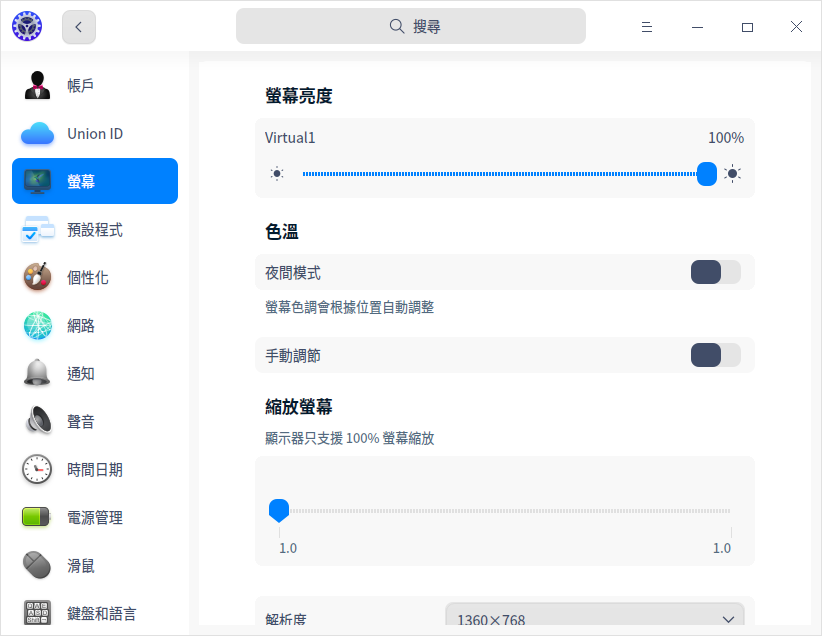 搜尋
帳戶
Union ID
螢幕
預設程式
個性化
網路
通知
聲音
時間日期
電源管理
滑鼠
鍵盤和語言
螢幕亮度
Virtual1 100%
色溫
夜間模式
螢幕色調會根據位置自動調整
手動調節
縮放螢幕
顯示器只支援 100% 螢幕縮放
1.0 1.0
解析度 1360×768